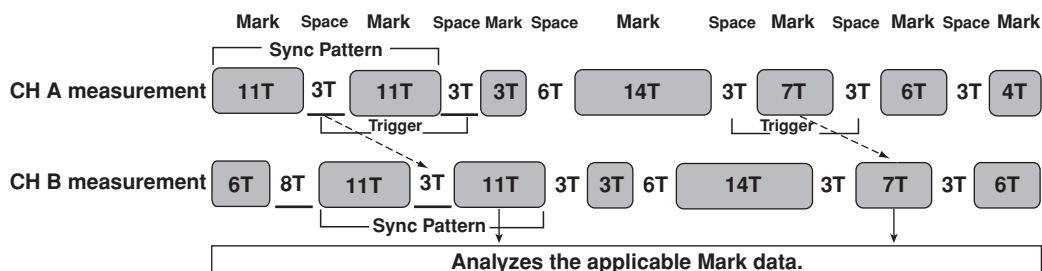 Mark Space Mark Space Mark Space Mark Space Mark Space Mark Space Mark
Sync Pattern
CH A measurement 11T 3T 11T 3T 3T 6T 14T 3T 7T 3T 6T 3T 4T
Trigger Trigger
CH B measurement 6T 8T 11T 3T 11T 3T 3T 6T 14T 3T 7T 3T 6T
Sync Pattern
Analyzes the applicable Mark data.